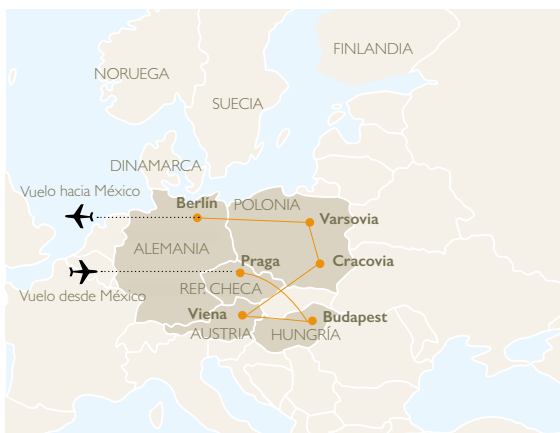 FINLANDIA
NORUEGA
SUECIA
DINAMARCA
Vuelo hacia México
Berlín
POLONIA
Varsovia
ALEMANIA
Praga
Cracovia
REP. CHECA
Vuelo desde México
Viena
Budapest
AUSTRIA
HUNGRÍA